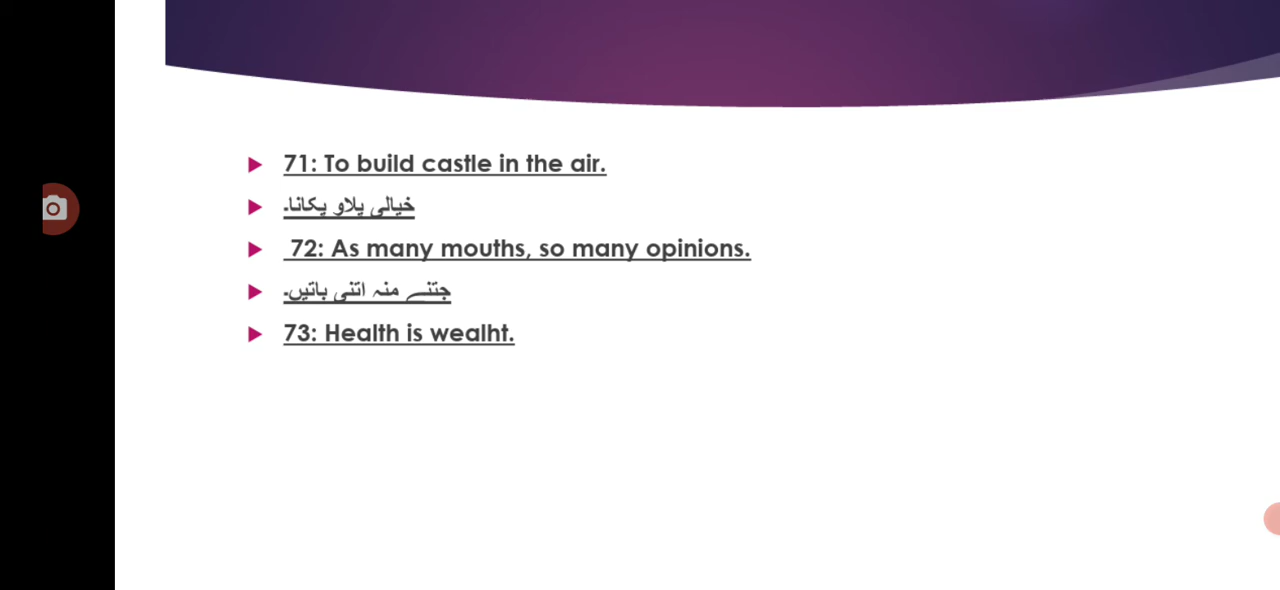 71: To build castle in the air.
خیالی پلاو پکانا۔
72: As many mouths, so many opinions.
جتنے منہ اتنی باتیں۔
73: Health is wealht.